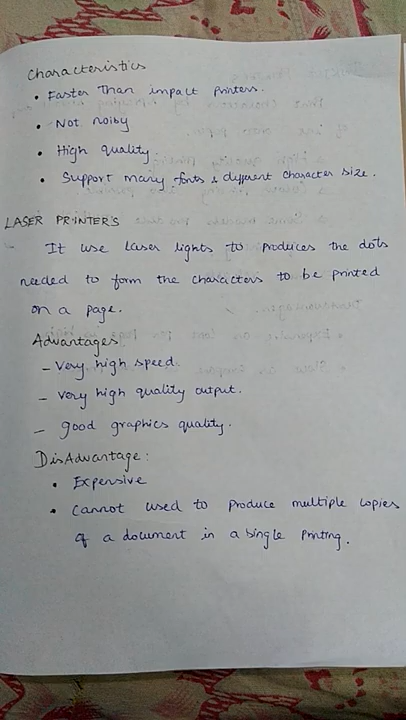 Characteristics
• Faster Than impact Printers.
• Not noisy
• High quality
• Support many fonts & different character size.
LASER PRINTER'S
It use Laser lights to produces the dots
needed to form the characters to be printed
on a page.
Advantages
- Very high speed.
- very high quality output.
- good graphics quality.
DisAdvantage:
• Expensive
• Cannot used to produce multiple copies
of a document in a single Printing.